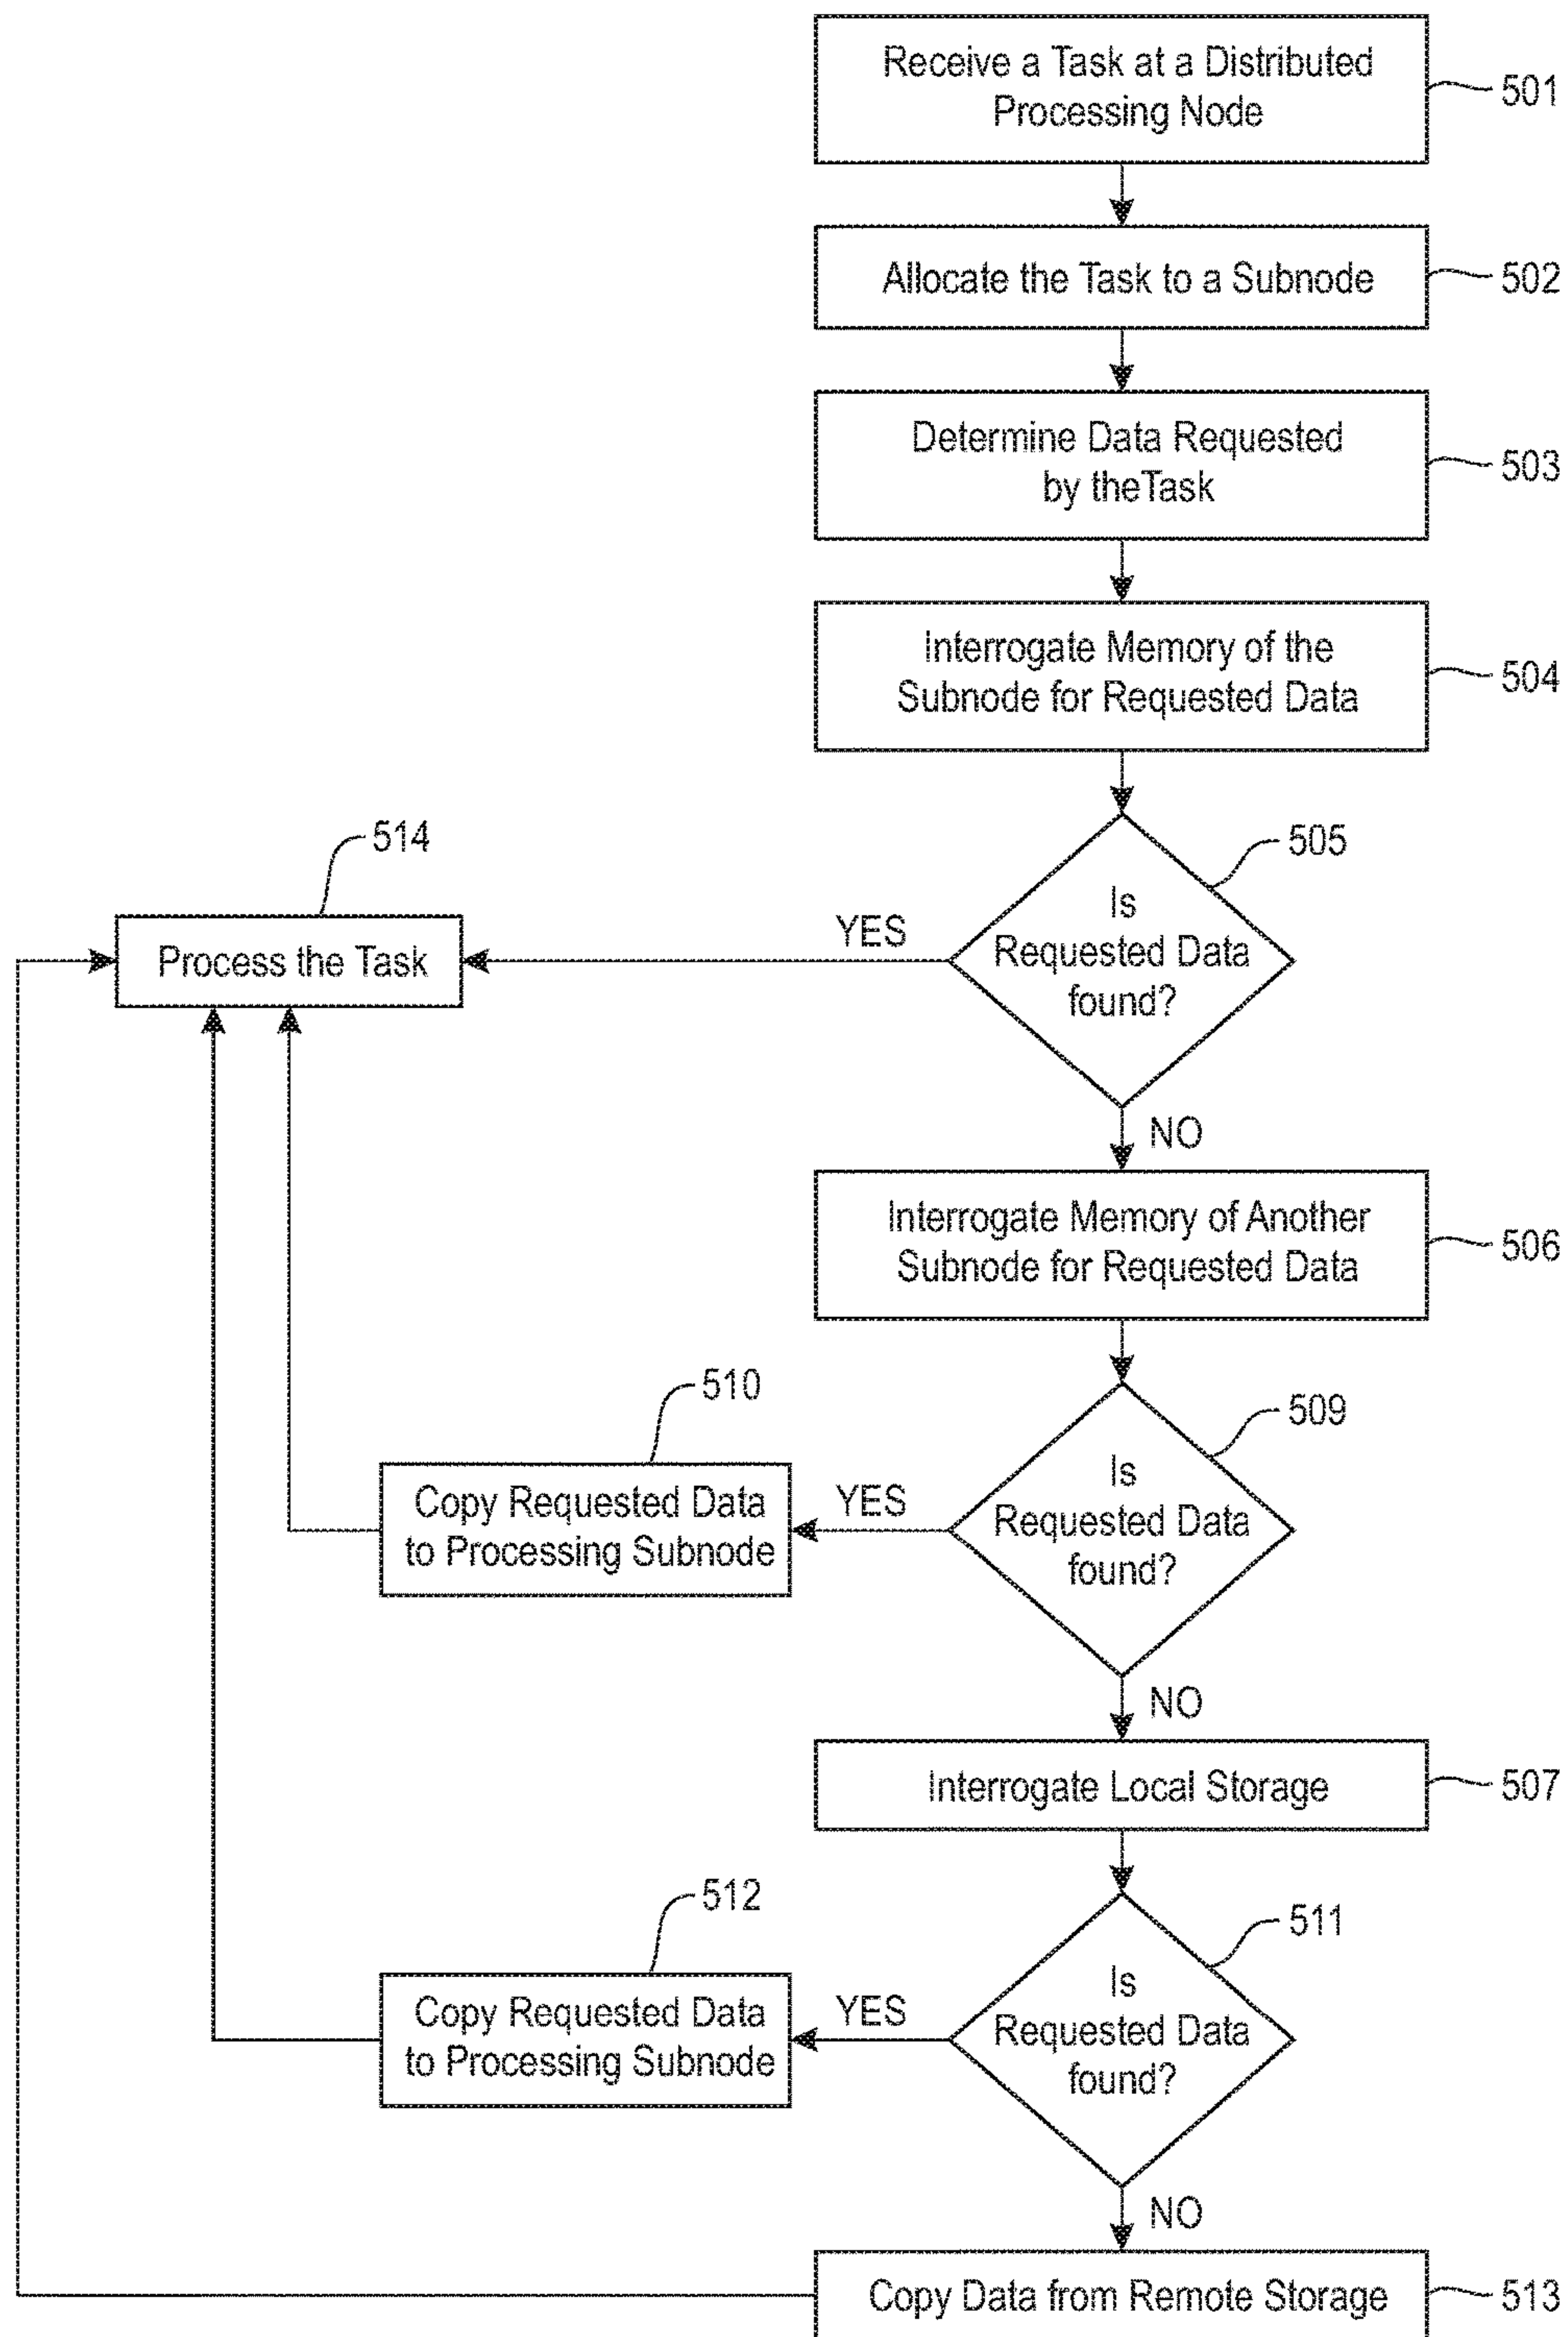 Receive a Task at a Distributed
Processing Node
501
Allocate the Task to a Subnode
502
Determine Data Requested
by theTask
503
Interrogate Memory of the
Subnode for Requested Data
504
505
Is
Requested Data
found?
YES
514
Process the Task
NO
Interrogate Memory of Another
Subnode for Requested Data
506
509
Is
Requested Data
found?
YES
510
Copy Requested Data
to Processing Subnode
NO
Interrogate Local Storage
507
511
Is
Requested Data
found?
YES
512
Copy Requested Data
to Processing Subnode
NO
Copy Data from Remote Storage
513